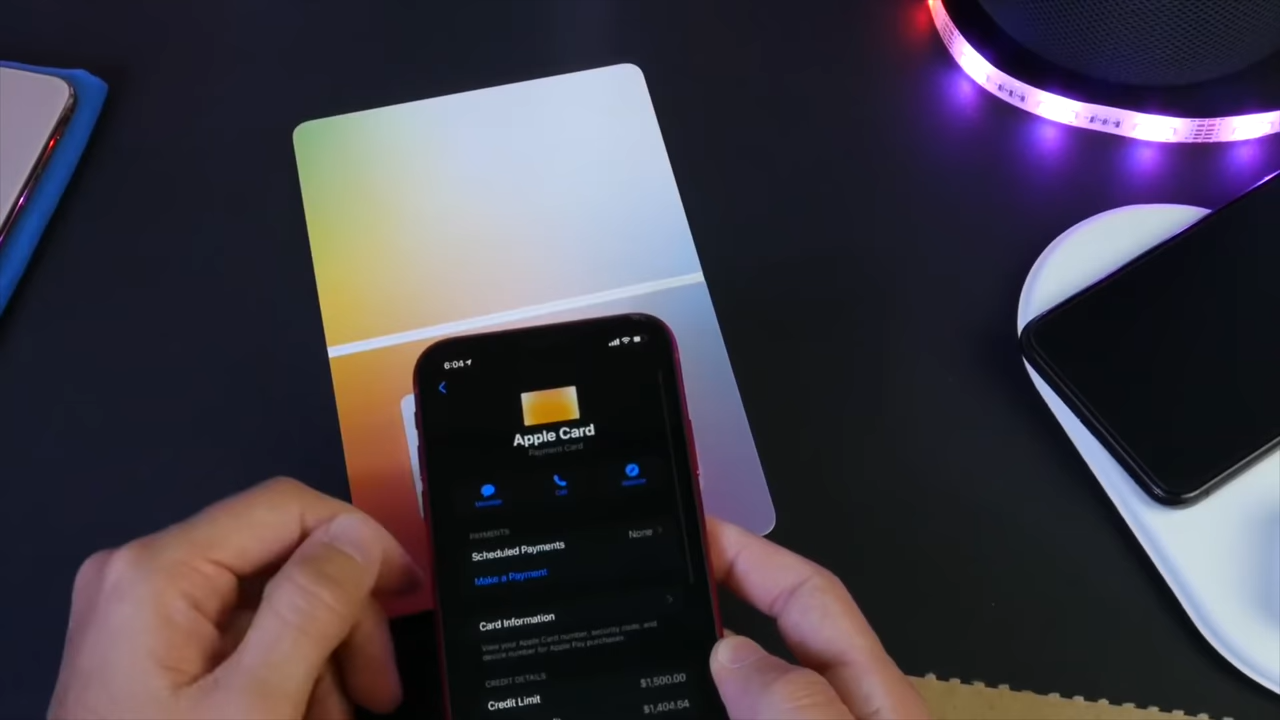 6:04
Apple Card
Payment Card
Message
Call
Website
PAYMENTS
Scheduled Payments None
Make a Payment
Card Information
View your Apple Card number, security code, and
device number for Apple Pay purchases.
CREDIT DETAILS
Credit Limit $1,500.00
$1,404.64